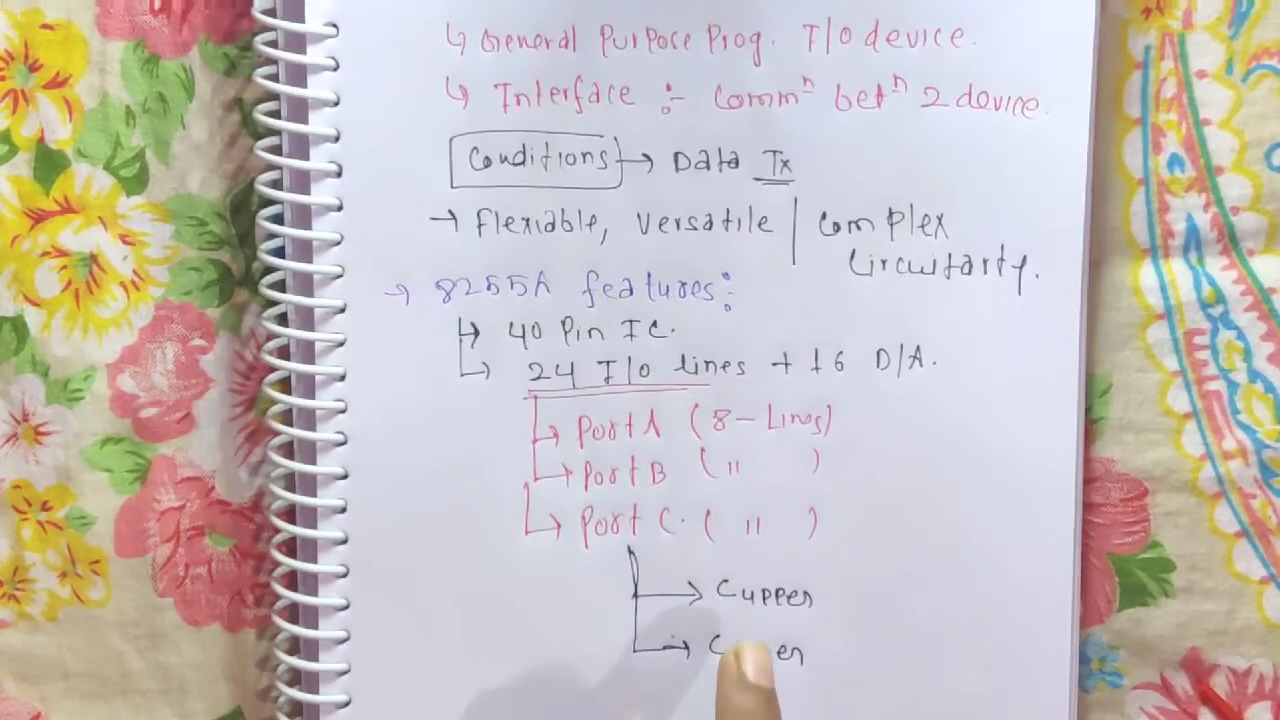 ↳ General Purpose Prog. I/O device.
↳ Interface :- Commⁿ betⁿ 2 device.
Conditions → Data Tx
→ Flexiable, Versatile | Complex
Circuitarty.
→ 8255A features:
↳ 40 Pin IC.
↳ 24 I/O lines + 16 D/A.
↳ Port A (8-Lines)
↳ Port B ( " )
↳ Port C. ( " )
→ Cupper